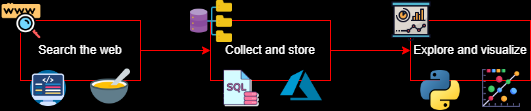 WWW
Search the web
Collect and store
Explore and visualize
SQL